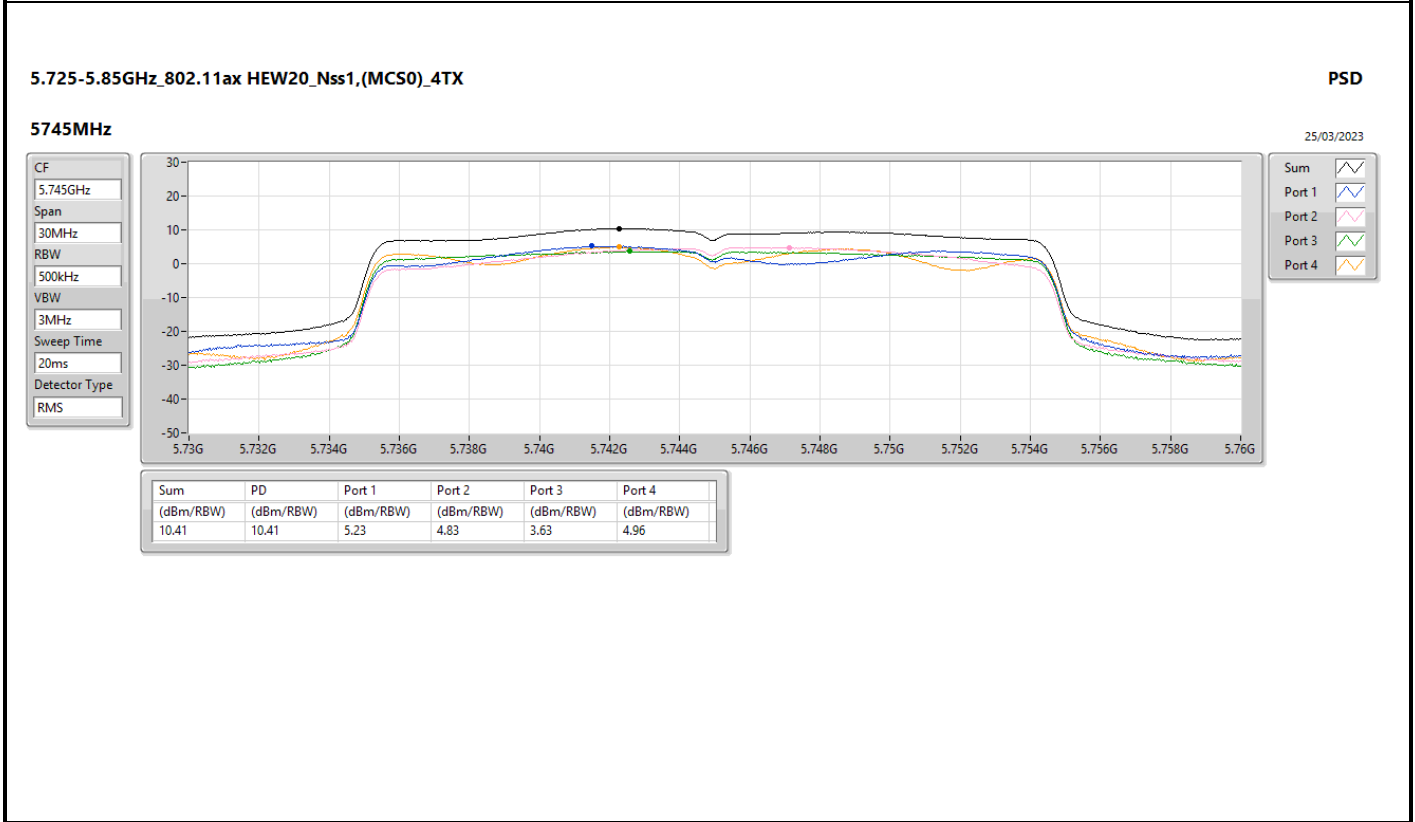 5.725-5.85GHz_802.11ax HEW20_Nss1,(MCS0)_4TX
PSD
5745MHz
25/03/2023
CF
5.745GHz
Span
30MHz
RBW
500kHz
VBW
3MHz
Sweep Time
20ms
Detector Type
RMS
30
20
10
0
-10
-20
-30
-40
-50
5.73G 5.732G 5.734G 5.736G 5.738G 5.74G 5.742G 5.744G 5.746G 5.748G 5.75G 5.752G 5.754G 5.756G 5.758G 5.76G
Sum
Port 1
Port 2
Port 3
Port 4
Sum PD Port 1 Port 2 Port 3 Port 4
(dBm/RBW) (dBm/RBW) (dBm/RBW) (dBm/RBW) (dBm/RBW) (dBm/RBW)
10.41 10.41 5.23 4.83 3.63 4.96